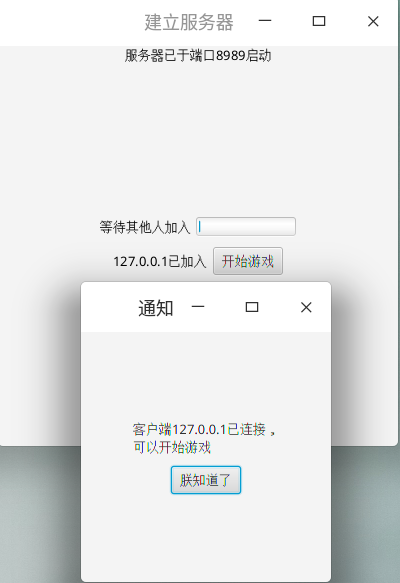 建立服务器
服务器已于端口8989启动
等待其他人加入
127.0.0.1已加入 开始游戏
通知
客户端127.0.0.1已连接，
可以开始游戏
朕知道了